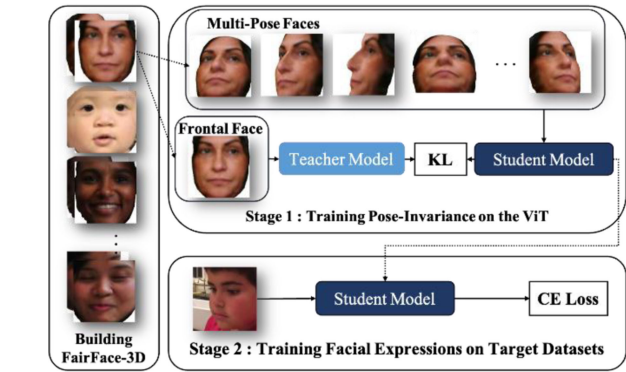 Multi-Pose Faces
Frontal Face
Teacher Model
KL
Student Model
Stage 1 : Training Pose-Invariance on the ViT
Student Model
CE Loss
Stage 2 : Training Facial Expressions on Target Datasets
Building
FairFace-3D